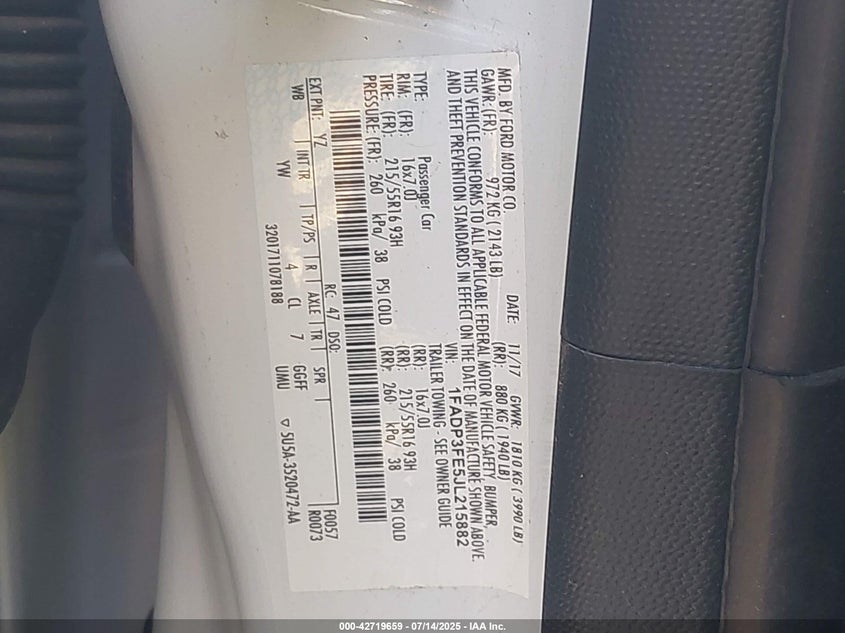 MFD. BY FORD MOTOR CO. DATE: 11/17 GVWR: 1810 KG ( 3990 LB)
GAWR: (FR): 972 KG ( 2143 LB) (RR): 880 KG ( 1940 LB)
THIS VEHICLE CONFORMS TO ALL APPLICABLE FEDERAL MOTOR VEHICLE SAFETY, BUMPER,
AND THEFT PREVENTION STANDARDS IN EFFECT ON THE DATE OF MANUFACTURE SHOWN ABOVE.
VIN: 1FADP3FE5JL215882
TYPE: Passenger Car TRAILER TOWING - SEE OWNER GUIDE
RIM: (FR): 16x7.0J (RR): 16x7.0J
TIRE: (FR): 215/55R16 93H (RR): 215/55R16 93H
PRESSURE: (FR): 260 kPa/ 38 PSI COLD (RR): 260 kPa/ 38 PSI COLD
RC: 47 DSO: F0057
EXT PNT: YZ R0073
INT TR TP/PS R AXLE TR SPR
WB YW 4 CL 7 GGFF
3201711078188 UMU ▽ 5U5A-3520472-AA
000-42719659 - 07/14/2025 - IAA Inc.